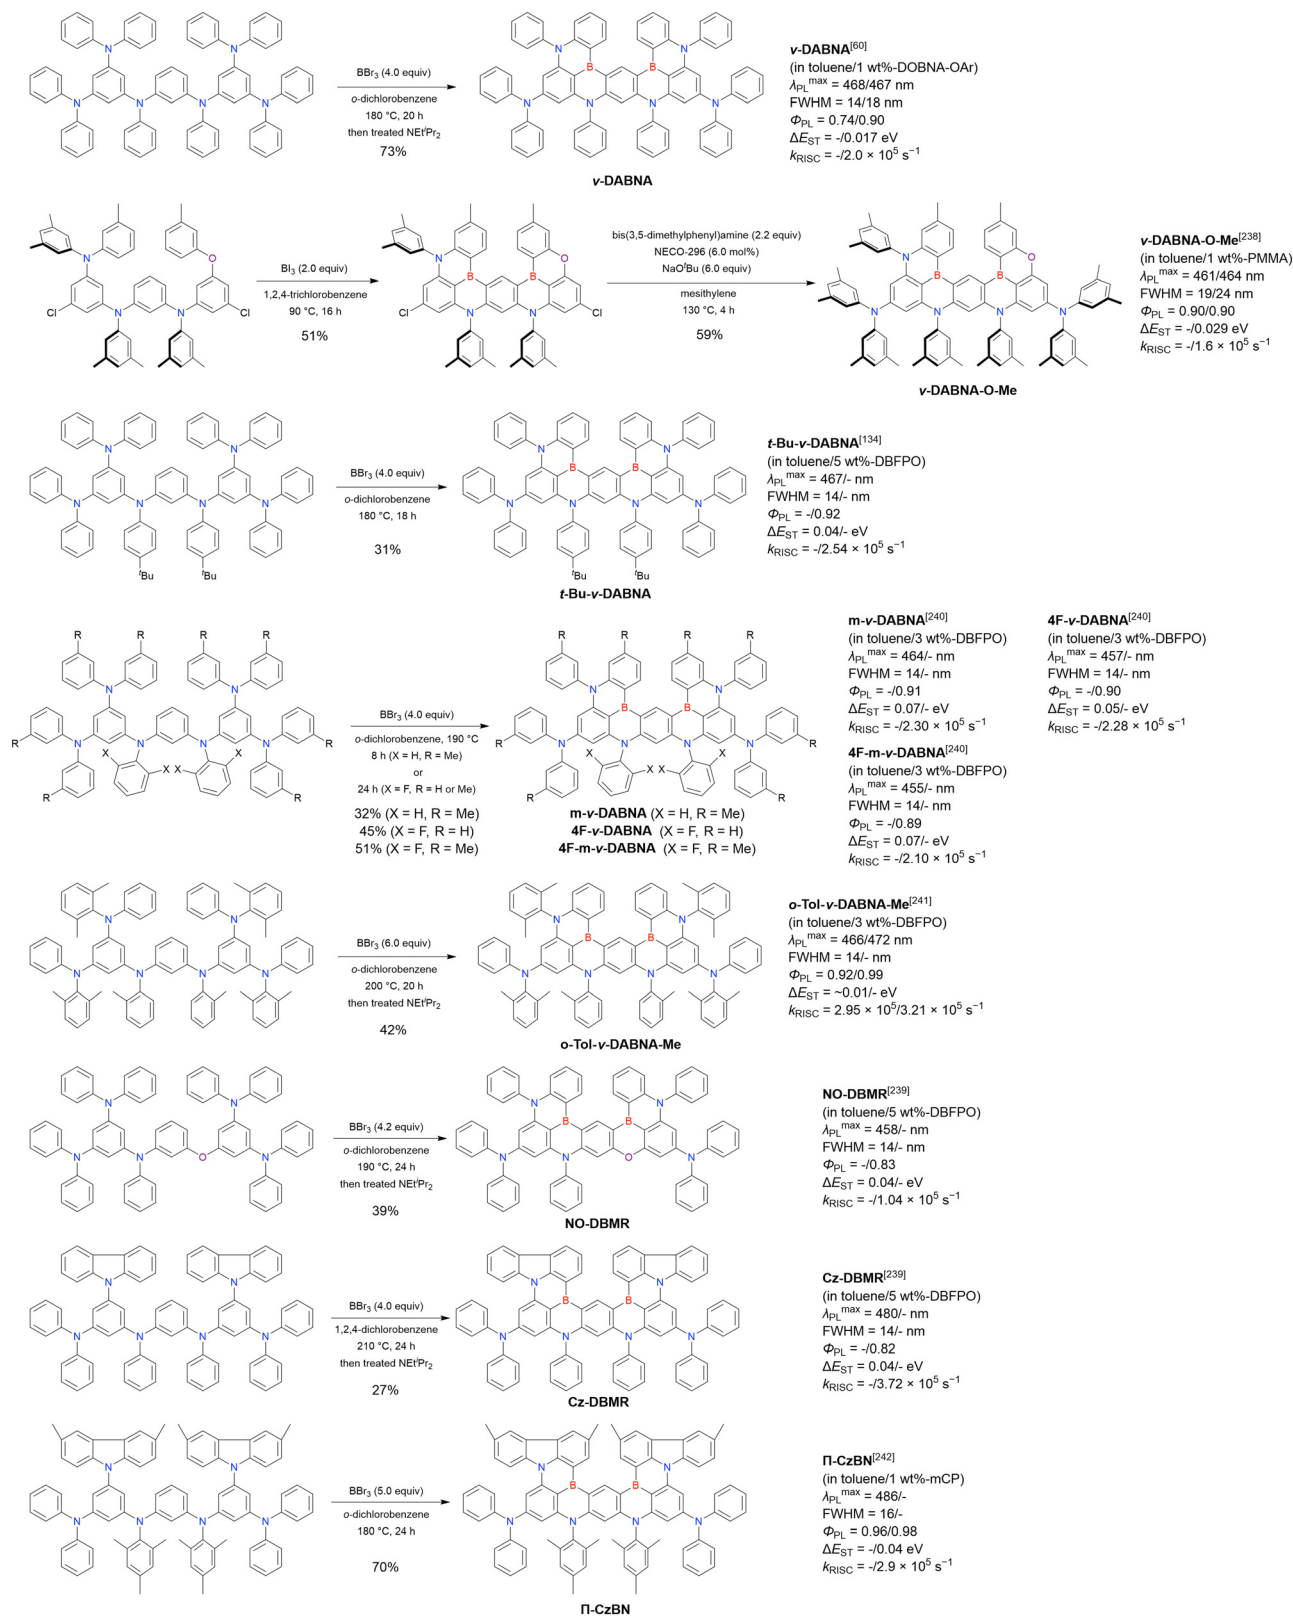 BBr3 (4.0 equiv)
o-dichlorobenzene
180 °C, 20 h
then treated NEtⁱPr2
73%
v-DABNA
v-DABNA[60]
(in toluene/1 wt%-DOBNA-OAr)
λPLmax = 468/467 nm
FWHM = 14/18 nm
ΦPL = 0.74/0.90
ΔEST = -/0.017 eV
kRISC = -/2.0 × 10⁵ s⁻¹
BI3 (2.0 equiv)
1,2,4-trichlorobenzene
90 °C, 16 h
51%
bis(3,5-dimethylphenyl)amine (2.2 equiv)
NECO-296 (6.0 mol%)
NaOᵗBu (6.0 equiv)
mesithylene
130 °C, 4 h
59%
v-DABNA-O-Me
v-DABNA-O-Me[238]
(in toluene/1 wt%-PMMA)
λPLmax = 461/464 nm
FWHM = 19/24 nm
ΦPL = 0.90/0.90
ΔEST = -/0.029 eV
kRISC = -/1.6 × 10⁵ s⁻¹
BBr3 (4.0 equiv)
o-dichlorobenzene
180 °C, 18 h
31%
ᵗBu ᵗBu
ᵗBu ᵗBu
t-Bu-v-DABNA
t-Bu-v-DABNA[134]
(in toluene/5 wt%-DBFPO)
λPLmax = 467/- nm
FWHM = 14/- nm
ΦPL = -/0.92
ΔEST = 0.04/- eV
kRISC = -/2.54 × 10⁵ s⁻¹
BBr3 (4.0 equiv)
o-dichlorobenzene, 190 °C
8 h (X = H, R = Me)
or
24 h (X = F, R = H or Me)
32% (X = H, R = Me)
45% (X = F, R = H)
51% (X = F, R = Me)
m-v-DABNA (X = H, R = Me)
4F-v-DABNA (X = F, R = H)
4F-m-v-DABNA (X = F, R = Me)
m-v-DABNA[240]
(in toluene/3 wt%-DBFPO)
λPLmax = 464/- nm
FWHM = 14/- nm
ΦPL = -/0.91
ΔEST = 0.07/- eV
kRISC = -/2.30 × 10⁵ s⁻¹
4F-v-DABNA[240]
(in toluene/3 wt%-DBFPO)
λPLmax = 457/- nm
FWHM = 14/- nm
ΦPL = -/0.90
ΔEST = 0.05/- eV
kRISC = -/2.28 × 10⁵ s⁻¹
4F-m-v-DABNA[240]
(in toluene/3 wt%-DBFPO)
λPLmax = 455/- nm
FWHM = 14/- nm
ΦPL = -/0.89
ΔEST = 0.07/- eV
kRISC = -/2.10 × 10⁵ s⁻¹
BBr3 (6.0 equiv)
o-dichlorobenzene
200 °C, 20 h
then treated NEtⁱPr2
42%
o-Tol-v-DABNA-Me
o-Tol-v-DABNA-Me[241]
(in toluene/3 wt%-DBFPO)
λPLmax = 466/472 nm
FWHM = 14/- nm
ΦPL = 0.92/0.99
ΔEST = ~0.01/- eV
kRISC = 2.95 × 10⁵/3.21 × 10⁵ s⁻¹
BBr3 (4.2 equiv)
o-dichlorobenzene
190 °C, 24 h
then treated NEtⁱPr2
39%
NO-DBMR
NO-DBMR[239]
(in toluene/5 wt%-DBFPO)
λPLmax = 458/- nm
FWHM = 14/- nm
ΦPL = -/0.83
ΔEST = 0.04/- eV
kRISC = -/1.04 × 10⁵ s⁻¹
BBr3 (4.0 equiv)
1,2,4-dichlorobenzene
210 °C, 24 h
then treated NEtⁱPr2
27%
Cz-DBMR
Cz-DBMR[239]
(in toluene/5 wt%-DBFPO)
λPLmax = 480/- nm
FWHM = 14/- nm
ΦPL = -/0.82
ΔEST = 0.04/- eV
kRISC = -/3.72 × 10⁵ s⁻¹
BBr3 (5.0 equiv)
o-dichlorobenzene
180 °C, 24 h
70%
Π-CzBN
Π-CzBN[242]
(in toluene/1 wt%-mCP)
λPLmax = 486/-
FWHM = 16/-
ΦPL = 0.96/0.98
ΔEST = -/0.04 eV
kRISC = -/2.9 × 10⁵ s⁻¹